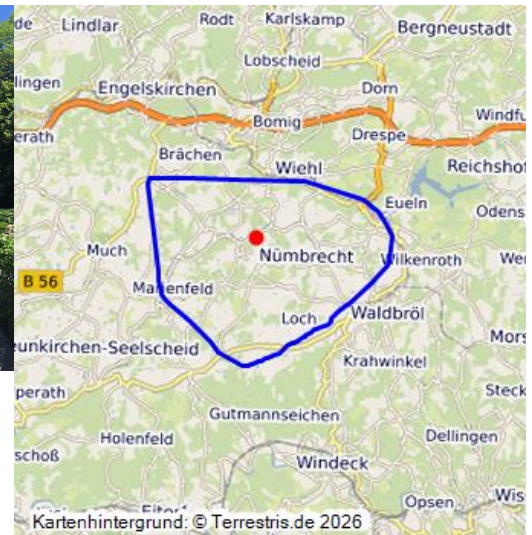 Lindlar
Rodt
Karlskamp
Bergneustadt
Lobscheid
lingen
Engelskirchen
Dorn
Bomig
Windfu
erath
Drespe
Brächen
Wiehl
Reichshof
Eueln
Odens
Much
Nümbrecht
Wilkenroth
We
B 56
Marienfeld
Loch
Waldbröl
Mors
eunkirchen-Seelscheid
Krahwinkel
Steck
perath
Gutmannseichen
Holenfeld
Dellingen
schoß
Windeck
Opsen
Wis
Eitorf
Kartenhintergrund: © Terrestris.de 2026